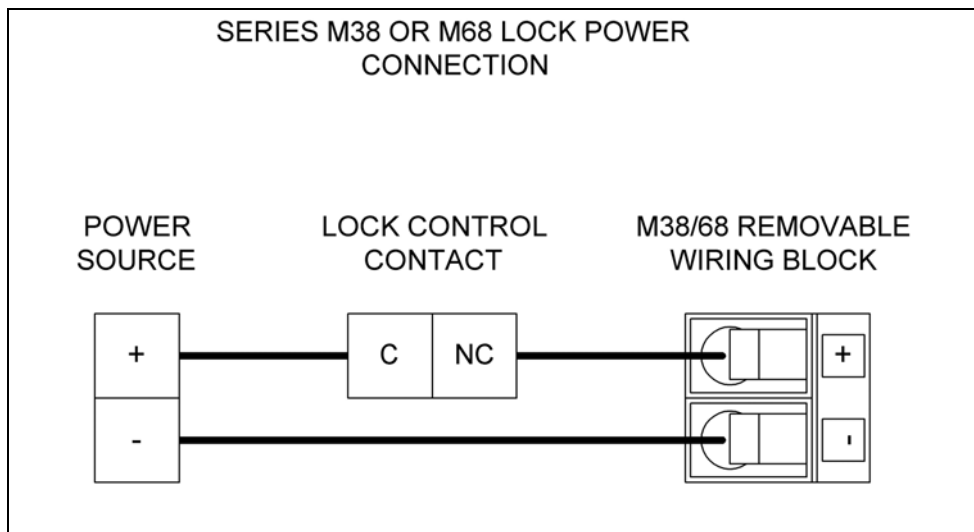 SERIES M38 OR M68 LOCK POWER
CONNECTION
POWER
SOURCE
LOCK CONTROL
CONTACT
M38/68 REMOVABLE
WIRING BLOCK
+
C
NC
+
-
-